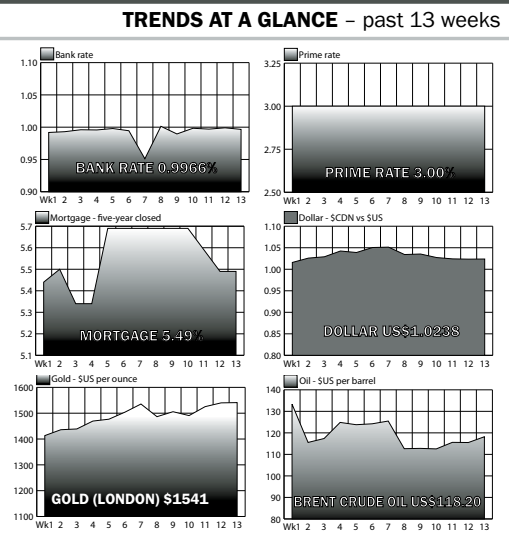 TRENDS AT A GLANCE – past 13 weeks
Bank rate
1.10
1.05
1.00
0.95
0.90
BANK RATE 0.9966%
Wk1 2 3 4 5 6 7 8 9 10 11 12 13
Prime rate
3.25
3.00
2.75
2.50
PRIME RATE 3.00%
Wk1 2 3 4 5 6 7 8 9 10 11 12 13
Mortgage - five-year closed
5.7
5.6
5.5
5.4
5.3
5.2
5.1
MORTGAGE 5.49%
Wk1 2 3 4 5 6 7 8 9 10 11 12 13
Dollar - $CDN vs $US
1.10
1.05
1.00
0.95
0.90
0.85
0.80
DOLLAR US$1.0238
Wk1 2 3 4 5 6 7 8 9 10 11 12 13
Gold - $US per ounce
1600
1500
1400
1300
1200
1100
GOLD (LONDON) $1541
Wk1 2 3 4 5 6 7 8 9 10 11 12 13
Oil - $US per barrel
140
130
120
110
100
90
80
BRENT CRUDE OIL US$118.20
Wk1 2 3 4 5 6 7 8 9 10 11 12 13